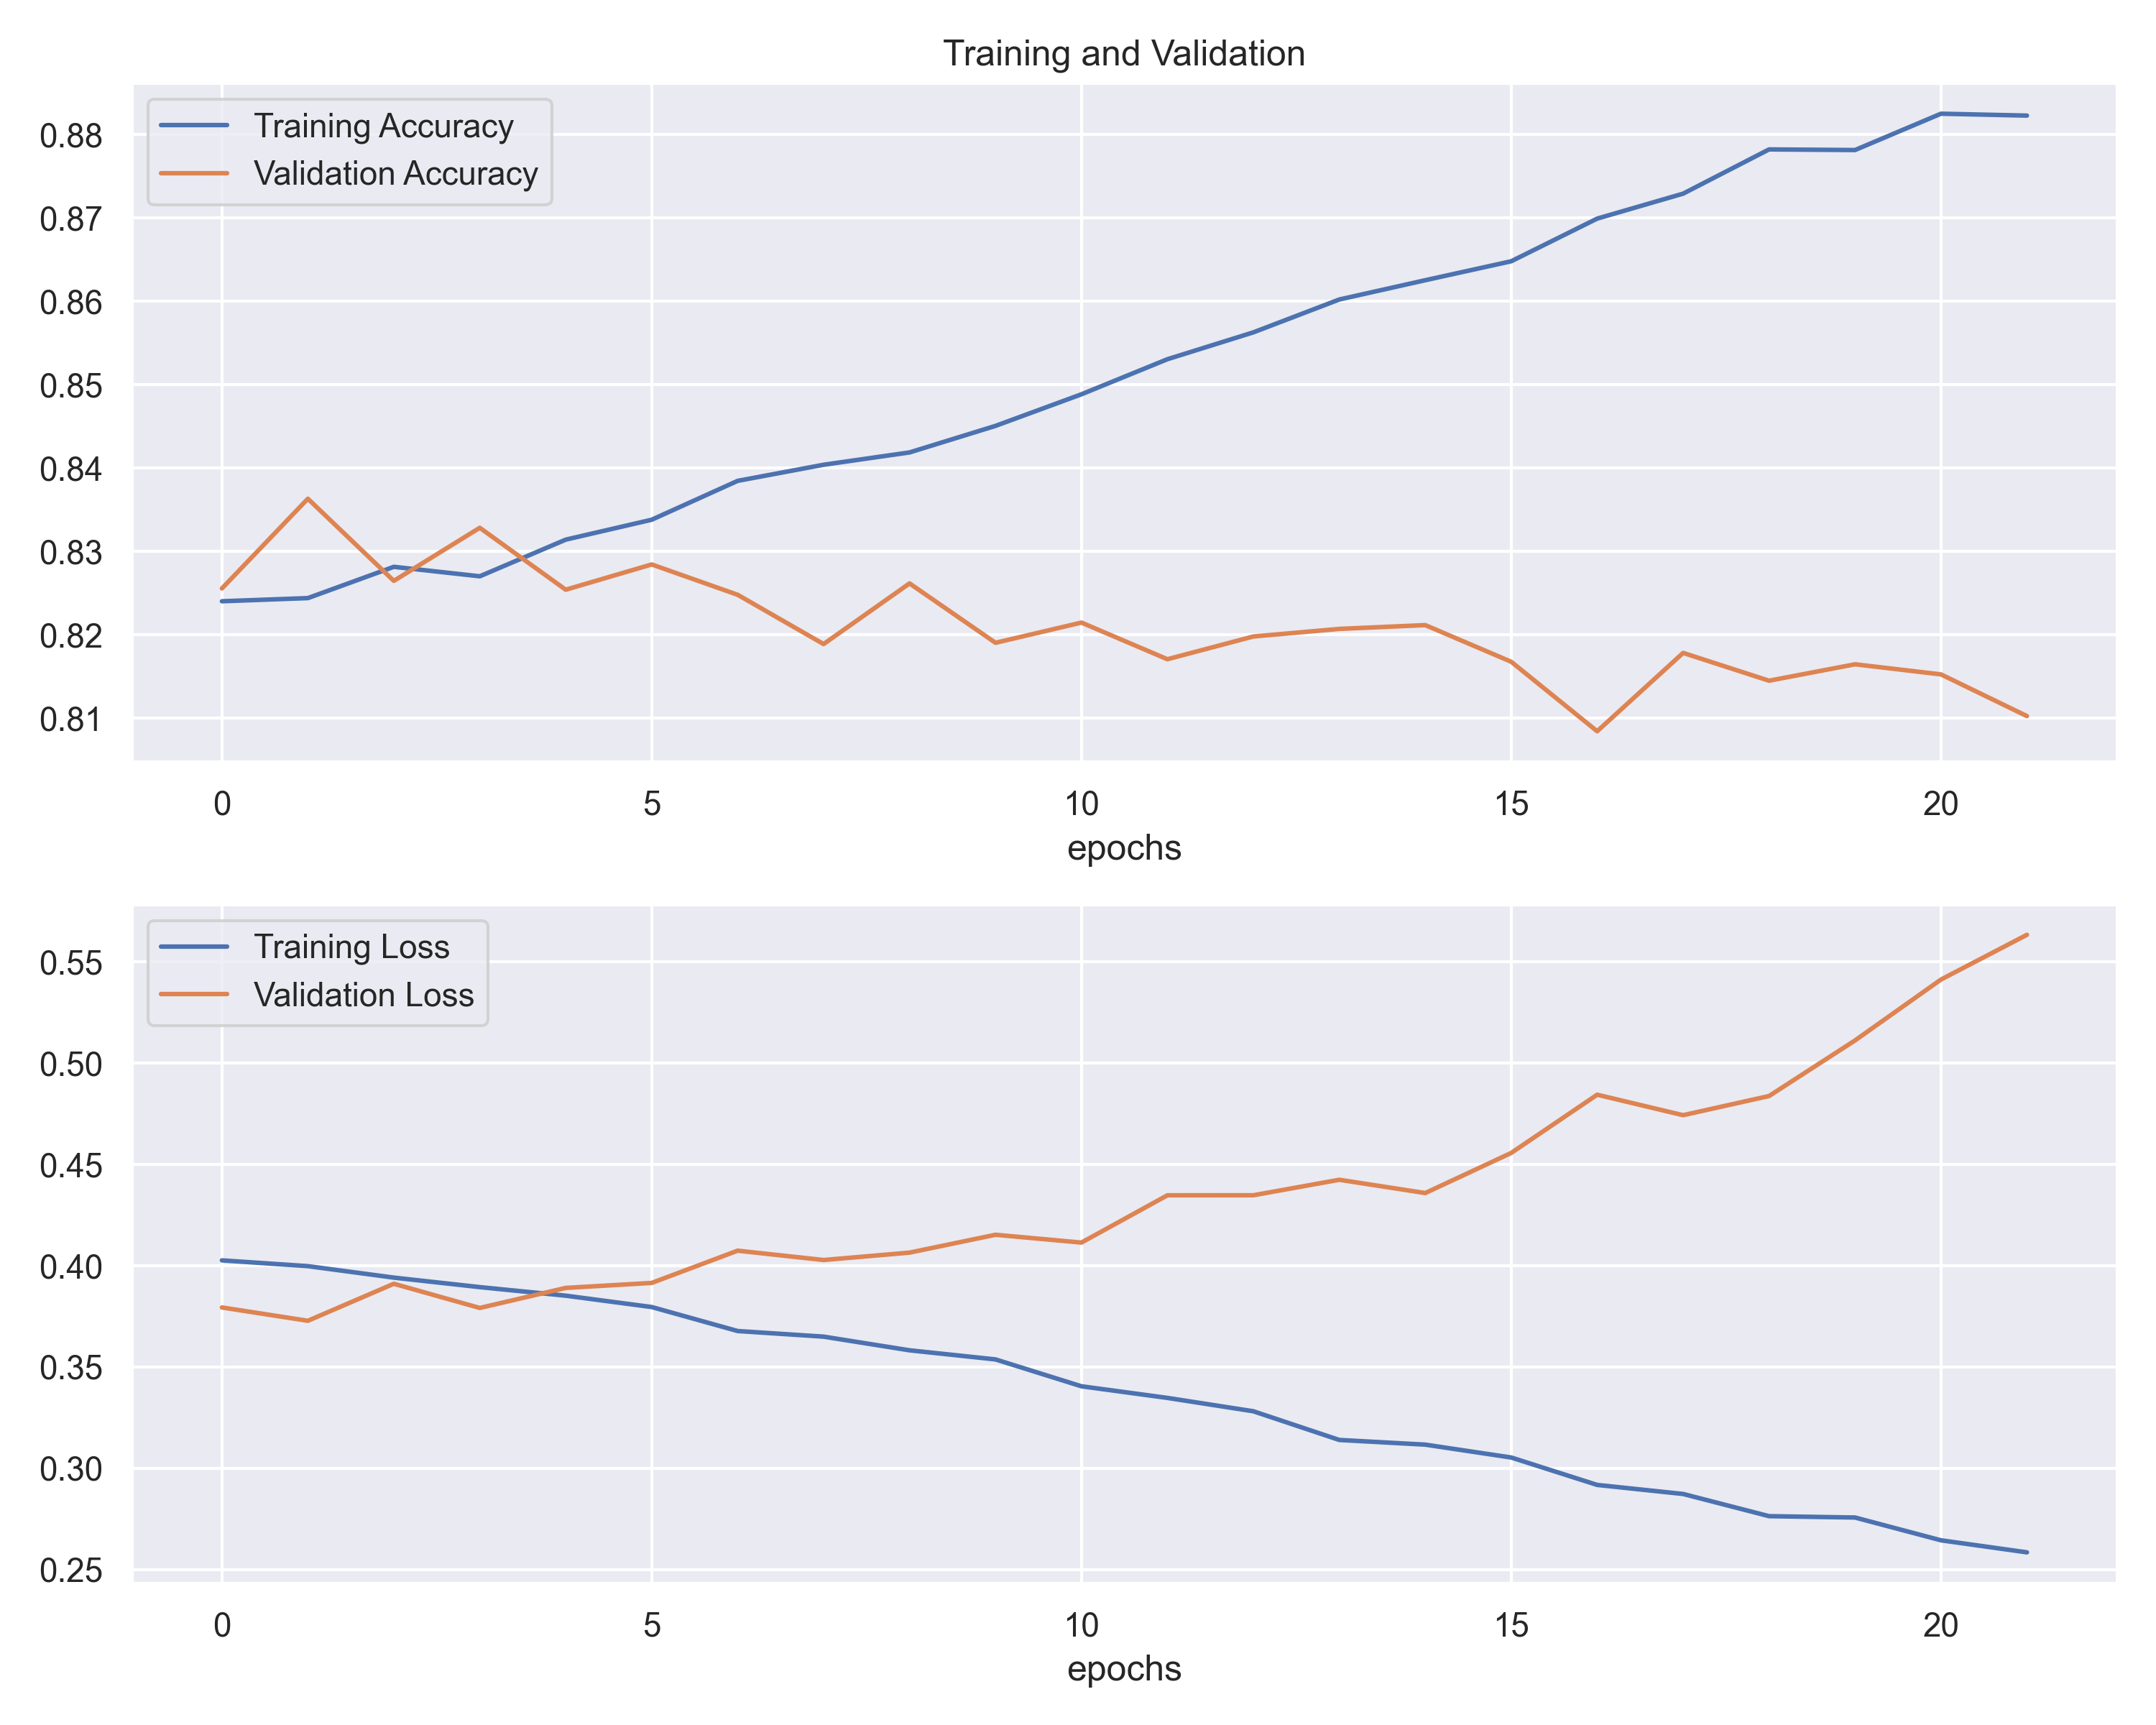 Training and Validation
Training Accuracy
Validation Accuracy
0.88
0.87
0.86
0.85
0.84
0.83
0.82
0.81
0 5 10 15 20
epochs
Training Loss
Validation Loss
0.55
0.50
0.45
0.40
0.35
0.30
0.25
0 5 10 15 20
epochs